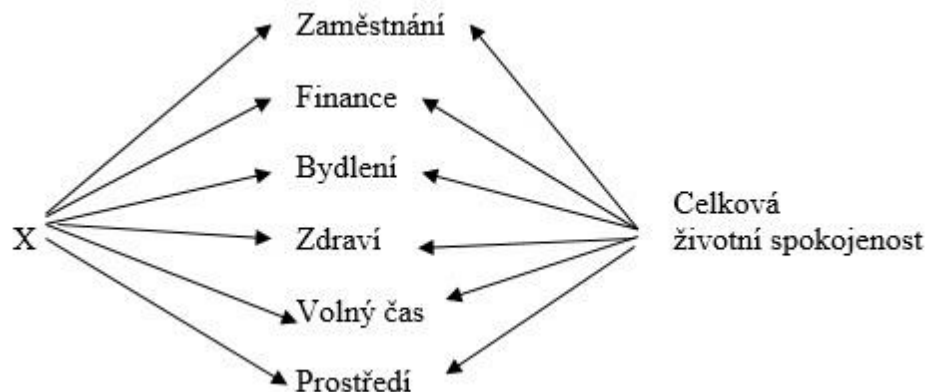 Zaměstnání
Finance
Bydlení
X
Zdraví
Volný čas
Prostředí
Celková
životní spokojenost